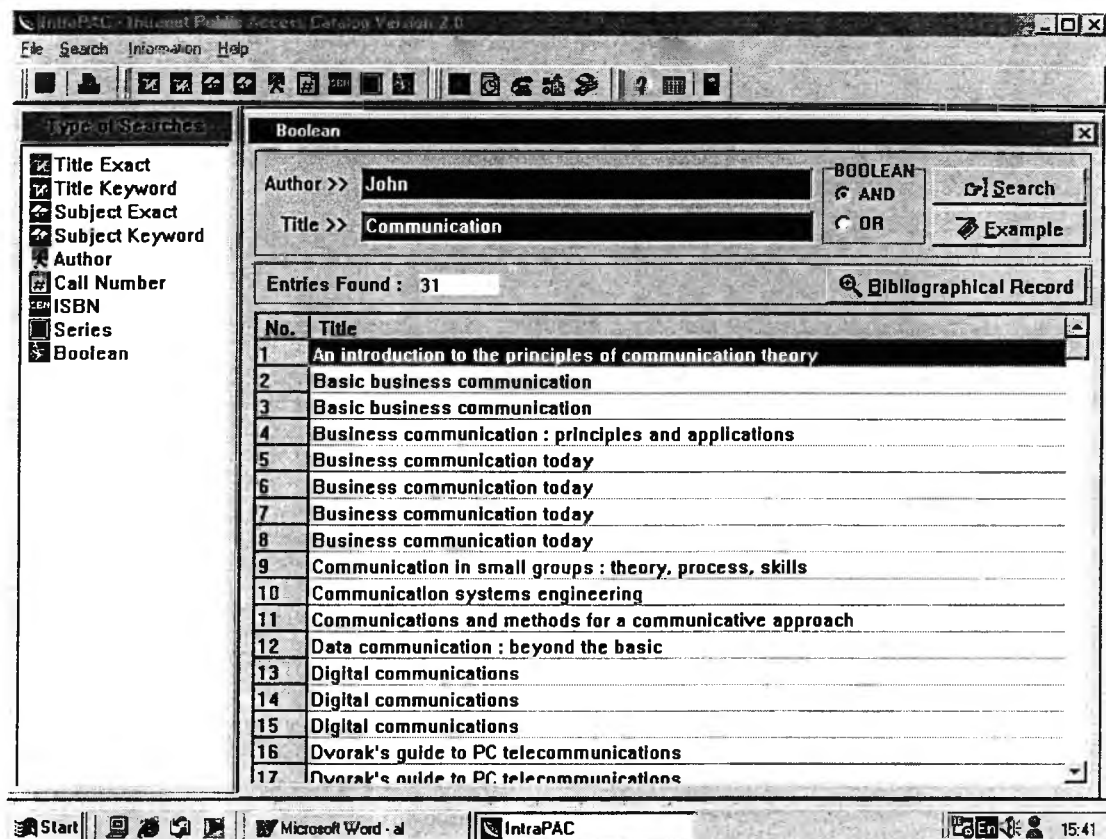 IntraPAC - Internet Public Access Catalog Version 2.0
File Search Information Help
Type of Searches
Title Exact
Title Keyword
Subject Exact
Subject Keyword
Author
Call Number
ISBN
Series
Boolean
Boolean
Author >> John
Title >> Communication
BOOLEAN
AND
OR
Search
Example
Entries Found : 31
Bibliographical Record
No. Title
1 An introduction to the principles of communication theory
2 Basic business communication
3 Basic business communication
4 Business communication : principles and applications
5 Business communication today
6 Business communication today
7 Business communication today
8 Business communication today
9 Communication in small groups : theory, process, skills
10 Communication systems engineering
11 Communications and methods for a communicative approach
12 Data communication : beyond the basic
13 Digital communications
14 Digital communications
15 Digital communications
16 Dvorak's guide to PC telecommunications
17 Dvorak's guide to PC telecommunications
Start Microsoft Word - al IntraPAC En 15:41